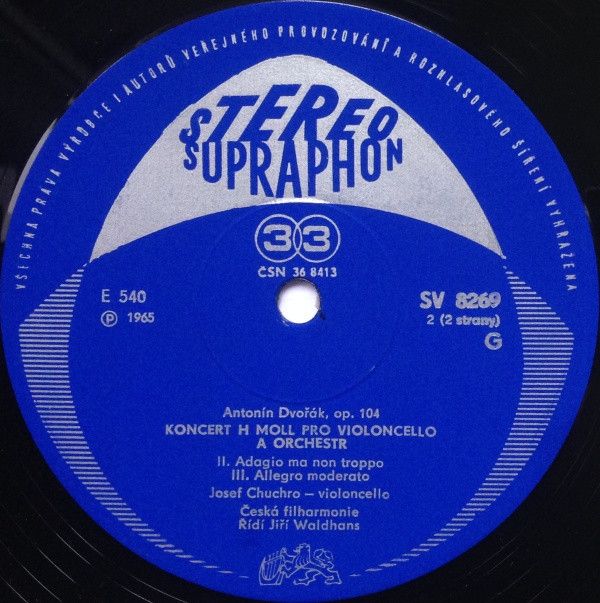 VŠECHNA PRÁVA VÝROBCE I AUTORŮ VEŘEJNÉHO PROVOZOVÁNÍ A ROZHLASOVÉHO ŠÍŘENÍ VYHRAŽENA
STEREO
SUPRAPHON
33
ČSN 36 8413
E 540
℗ 1965
SV 8269
2 (2 strany)
G
Antonín Dvořák, op. 104
KONCERT H MOLL PRO VIOLONCELLO
A ORCHESTR
II. Adagio ma non troppo
III. Allegro moderato
Josef Chuchro – violoncello
Česká filharmonie
Řídí Jiří Waldhans